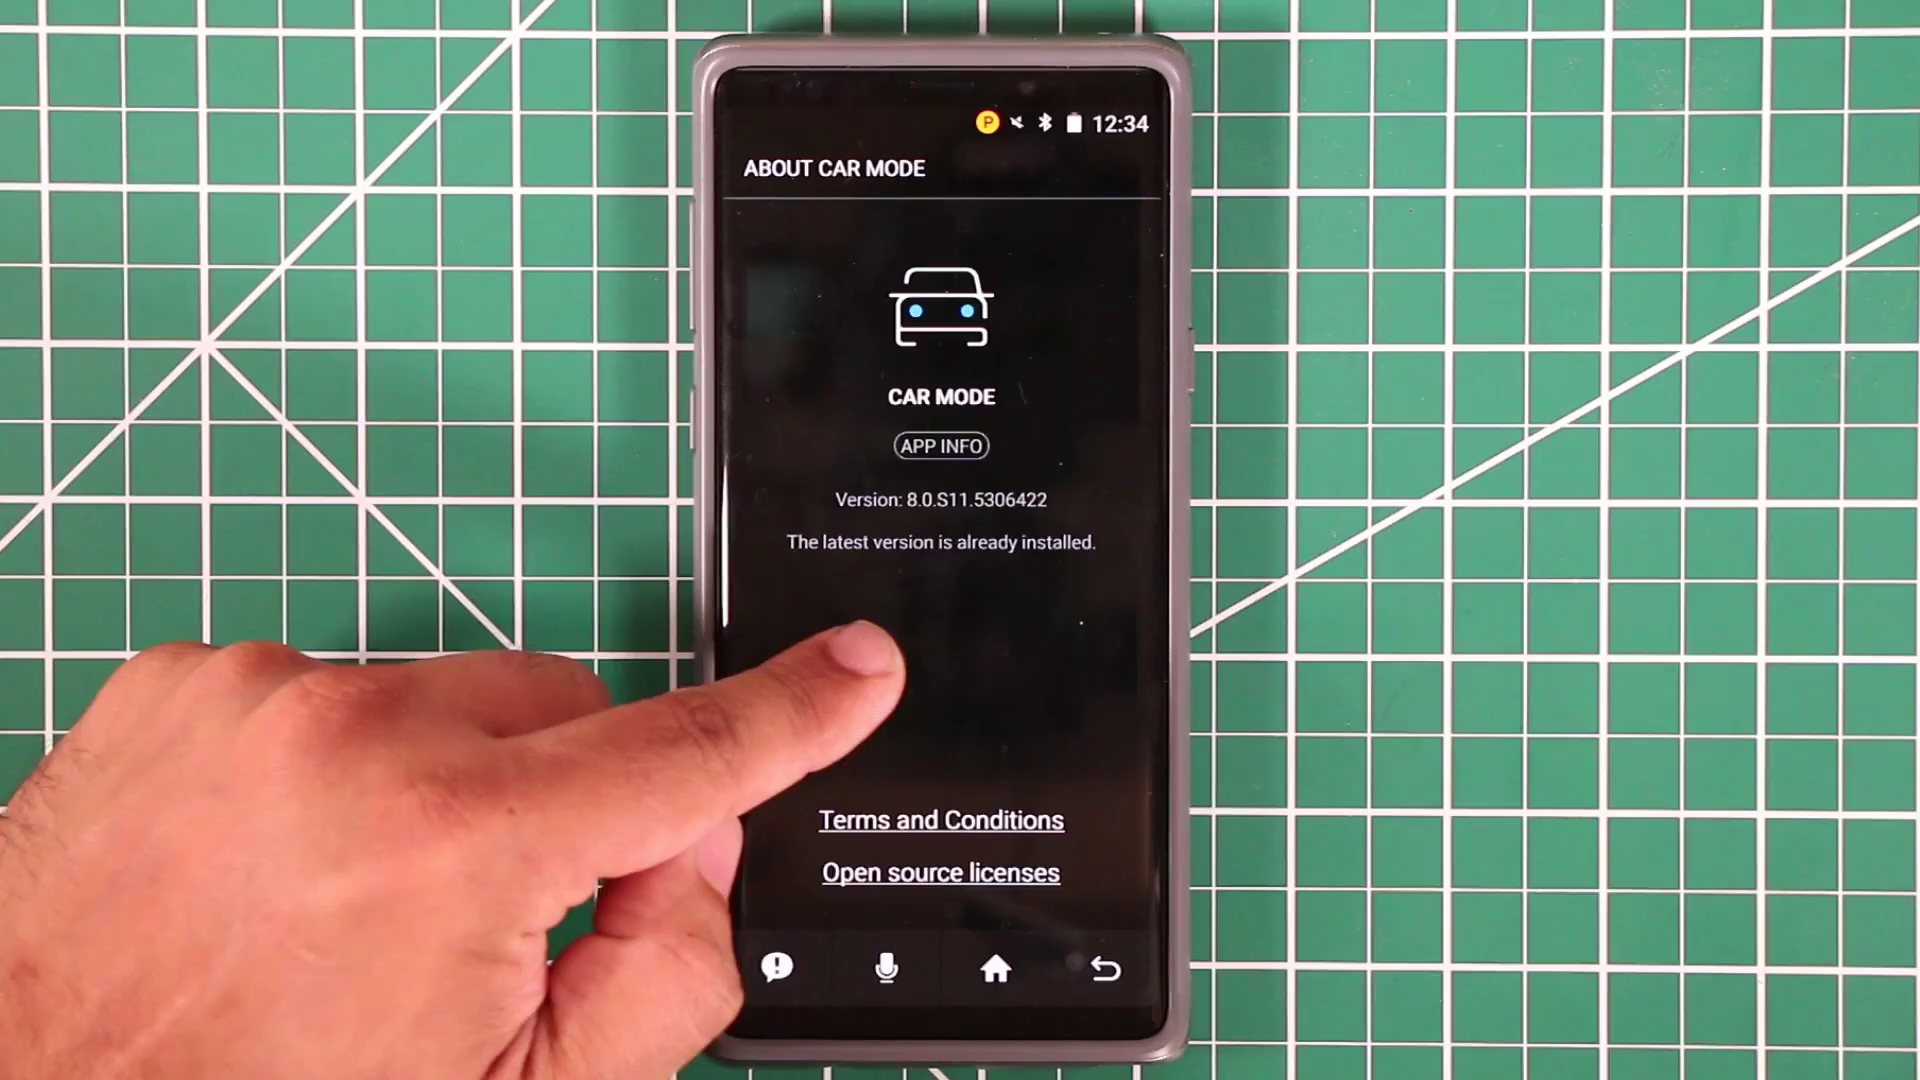 P 12:34
ABOUT CAR MODE
CAR MODE
APP INFO
Version: 8.0.S11.5306422
The latest version is already installed.
Terms and Conditions
Open source licenses